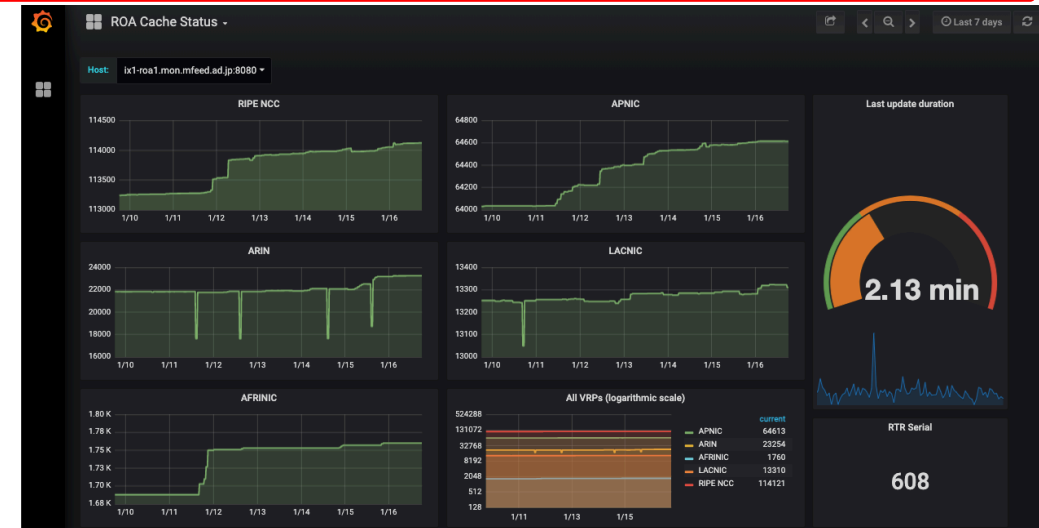 ROA Cache Status
Last 7 days
Host: ix1-roa1.mon.mfeed.ad.jp:8080
RIPE NCC
114500
114000
113500
113000
1/10 1/11 1/12 1/13 1/14 1/15 1/16
APNIC
64800
64600
64400
64200
64000
1/10 1/11 1/12 1/13 1/14 1/15 1/16
Last update duration
2.13 min
ARIN
24000
22000
20000
18000
16000
1/10 1/11 1/12 1/13 1/14 1/15 1/16
LACNIC
13400
13300
13200
13100
13000
1/10 1/11 1/12 1/13 1/14 1/15 1/16
AFRINIC
1.80 K
1.78 K
1.75 K
1.73 K
1.70 K
1.68 K
1/10 1/11 1/12 1/13 1/14 1/15 1/16
All VRPs (logarithmic scale)
524288
131072
32768
8192
2048
512
128
1/11 1/13 1/15
current
APNIC 64613
ARIN 23254
AFRINIC 1760
LACNIC 13310
RIPE NCC 114121
RTR Serial
608